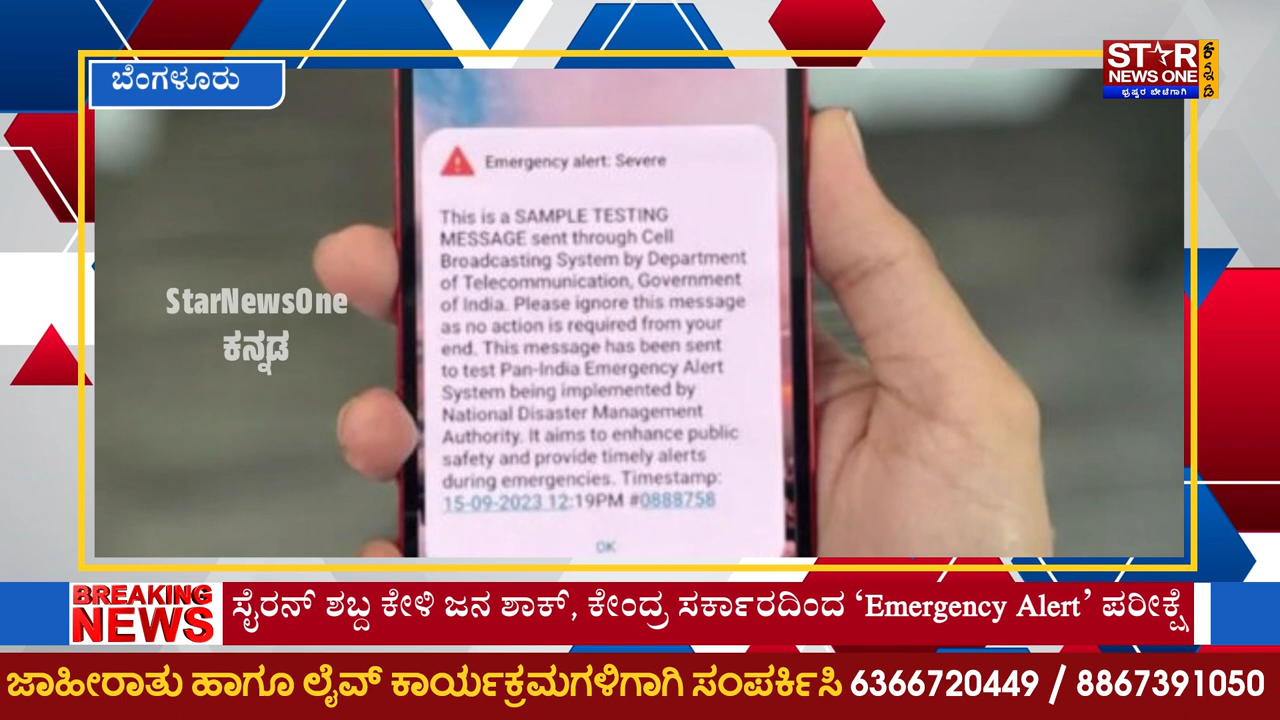 ಬೆಂಗಳೂರು
STAR
NEWS ONE
ಕನ್ನಡ
ಭ್ರಷ್ಟರ ಬೇಟೆಗಾಗಿ
Emergency alert: Severe
This is a SAMPLE TESTING
MESSAGE sent through Cell
Broadcasting System by Department
of Telecommunication, Government
of India. Please ignore this message
as no action is required from your
end. This message has been sent
to test Pan-India Emergency Alert
System being implemented by
National Disaster Management
Authority. It aims to enhance public
safety and provide timely alerts
during emergencies. Timestamp:
15-09-2023 12:19PM #0888758
OK
StarNewsOne
ಕನ್ನಡ
BREAKING
NEWS
ಸೈರನ್ ಶಬ್ದ ಕೇಳಿ ಜನ ಶಾಕ್, ಕೇಂದ್ರ ಸರ್ಕಾರದಿಂದ ‘Emergency Alert’ ಪರೀಕ್ಷೆ
ಜಾಹೀರಾತು ಹಾಗೂ ಲೈವ್ ಕಾರ್ಯಕ್ರಮಗಳಿಗಾಗಿ ಸಂಪರ್ಕಿಸಿ 6366720449 / 8867391050